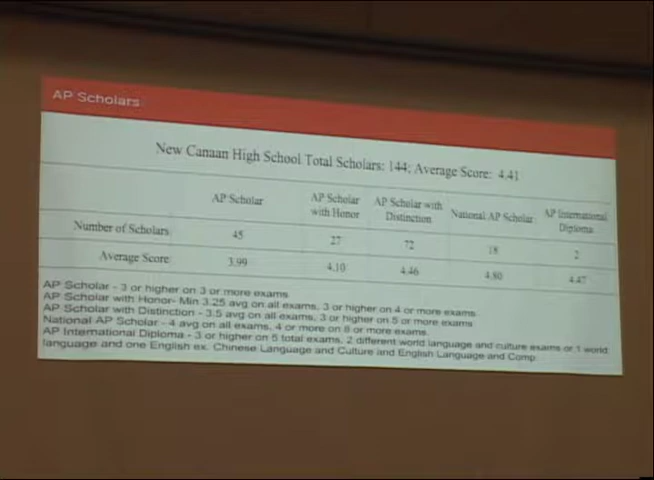 AP Scholars
New Canaan High School Total Scholars: 144; Average Score: 4.41
AP Scholar AP Scholar with Honor AP Scholar with Distinction National AP Scholar AP International Diploma
Number of Scholars 45 27 72 18 2
Average Score 3.99 4.10 4.46 4.80 4.47
AP Scholar - 3 or higher on 3 or more exams
AP Scholar with Honor- Min 3.25 avg on all exams, 3 or higher on 4 or more exams
AP Scholar with Distinction - 3.5 avg on all exams, 3 or higher on 5 or more exams
National AP Scholar - 4 avg on all exams, 4 or more on 8 or more exams
AP International Diploma - 3 or higher on 5 total exams, 2 different world language and culture exams or 1 world
language and one English ex. Chinese Language and Culture and English Language and Comp